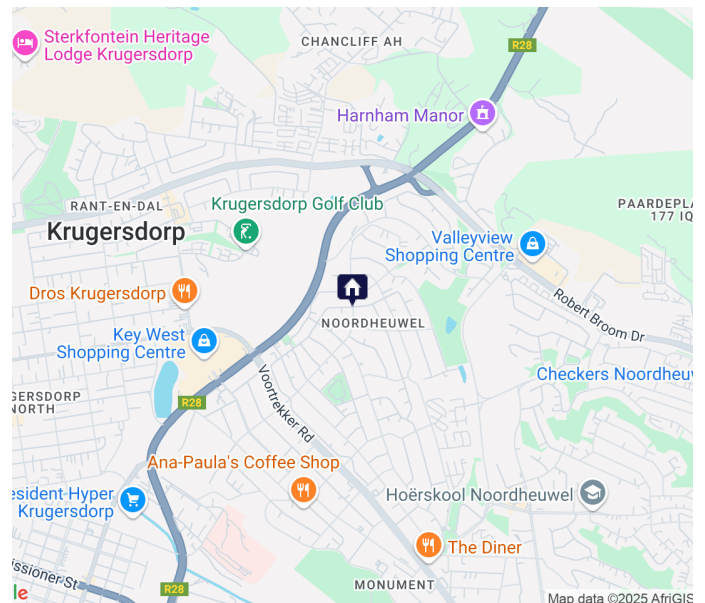 CHANCLIFF AH
R28
Sterkfontein Heritage
Lodge Krugersdorp
Harnham Manor
RANT-EN-DAL
Krugersdorp Golf Club
PAARDEPLA
177 IQ
Krugersdorp
Valleyview
Shopping Centre
Dros Krugersdorp
Robert Broom Dr
NOORDHEUWEL
Key West
Shopping Centre
Checkers Noordheuw
GERSDORP
NORTH
R28
Voortrekker Rd
Ana-Paula's Coffee Shop
esident Hyper
Krugersdorp
Hoërskool Noordheuwel
The Diner
issioner St
R28
MONUMENT
le
Map data ©2025 AfriGIS